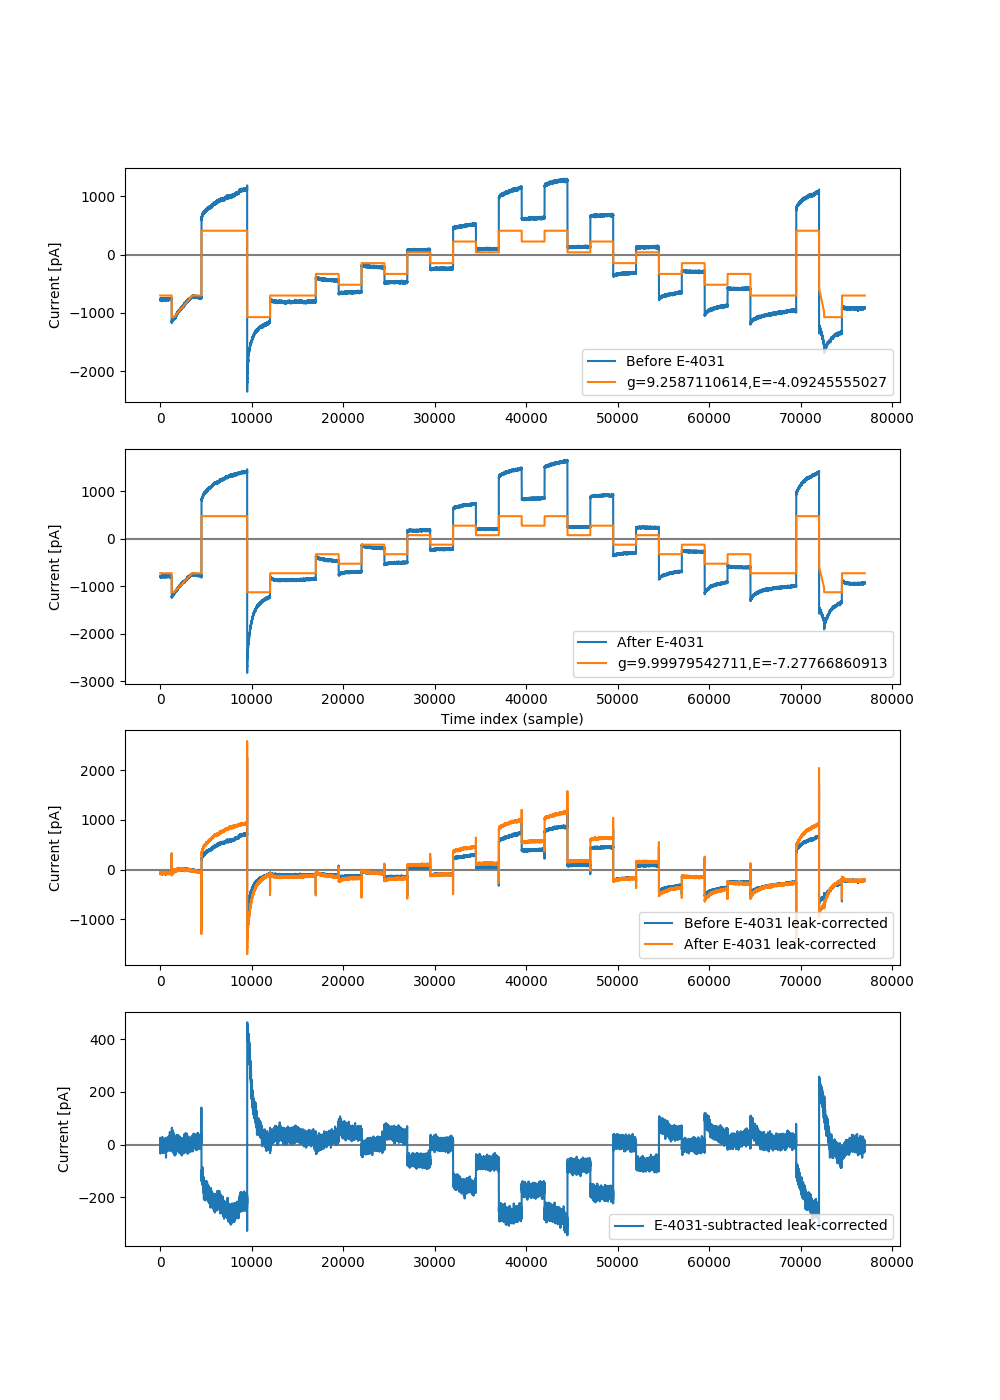 1000
0
−1000
−2000
Current [pA]
Before E-4031
g=9.2587110614,E=-4.09245555027
0 10000 20000 30000 40000 50000 60000 70000 80000
1000
0
−1000
−2000
−3000
Current [pA]
After E-4031
g=9.99979542711,E=-7.27766860913
0 10000 20000 30000 40000 50000 60000 70000 80000
Time index (sample)
2000
1000
0
−1000
Current [pA]
Before E-4031 leak-corrected
After E-4031 leak-corrected
0 10000 20000 30000 40000 50000 60000 70000 80000
400
200
0
−200
Current [pA]
E-4031-subtracted leak-corrected
0 10000 20000 30000 40000 50000 60000 70000 80000